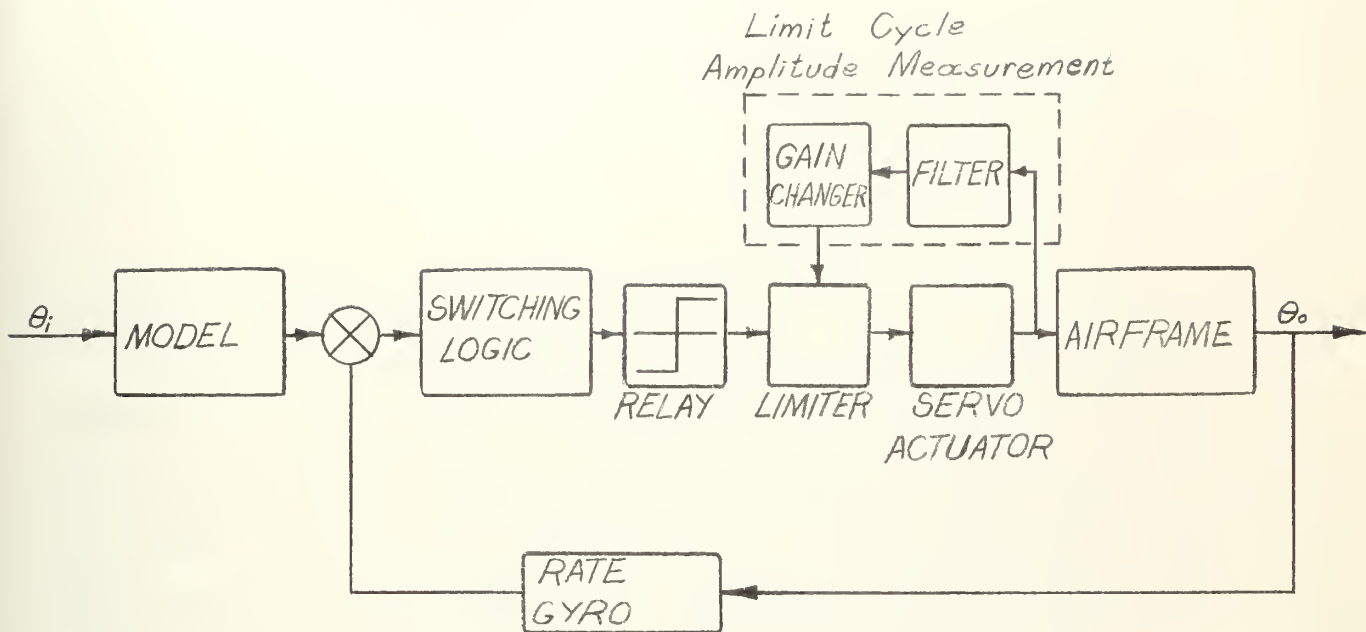 Limit Cycle
Amplitude Measurement
GAIN
CHANGER
FILTER
θi
MODEL
SWITCHING
LOGIC
RELAY
LIMITER
SERVO
ACTUATOR
AIRFRAME
θo
RATE
GYRO